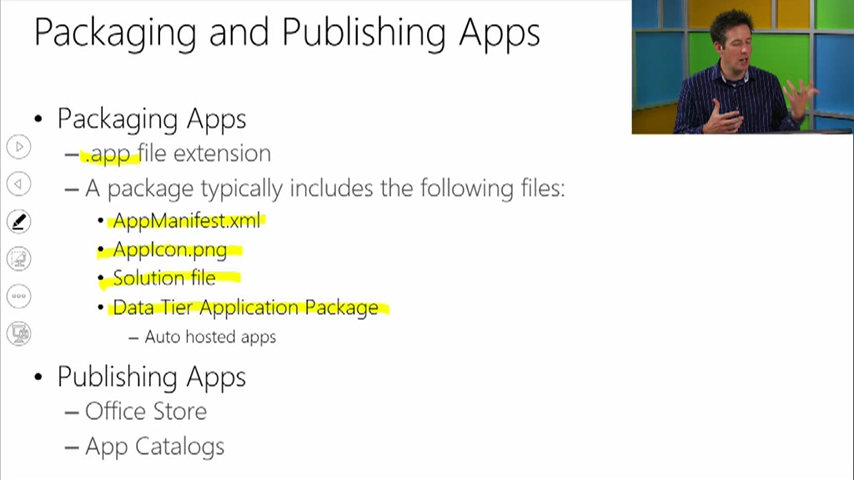 Packaging and Publishing Apps
• Packaging Apps
– .app file extension
– A package typically includes the following files:
• AppManifest.xml
• AppIcon.png
• Solution file
• Data Tier Application Package
– Auto hosted apps
• Publishing Apps
– Office Store
– App Catalogs